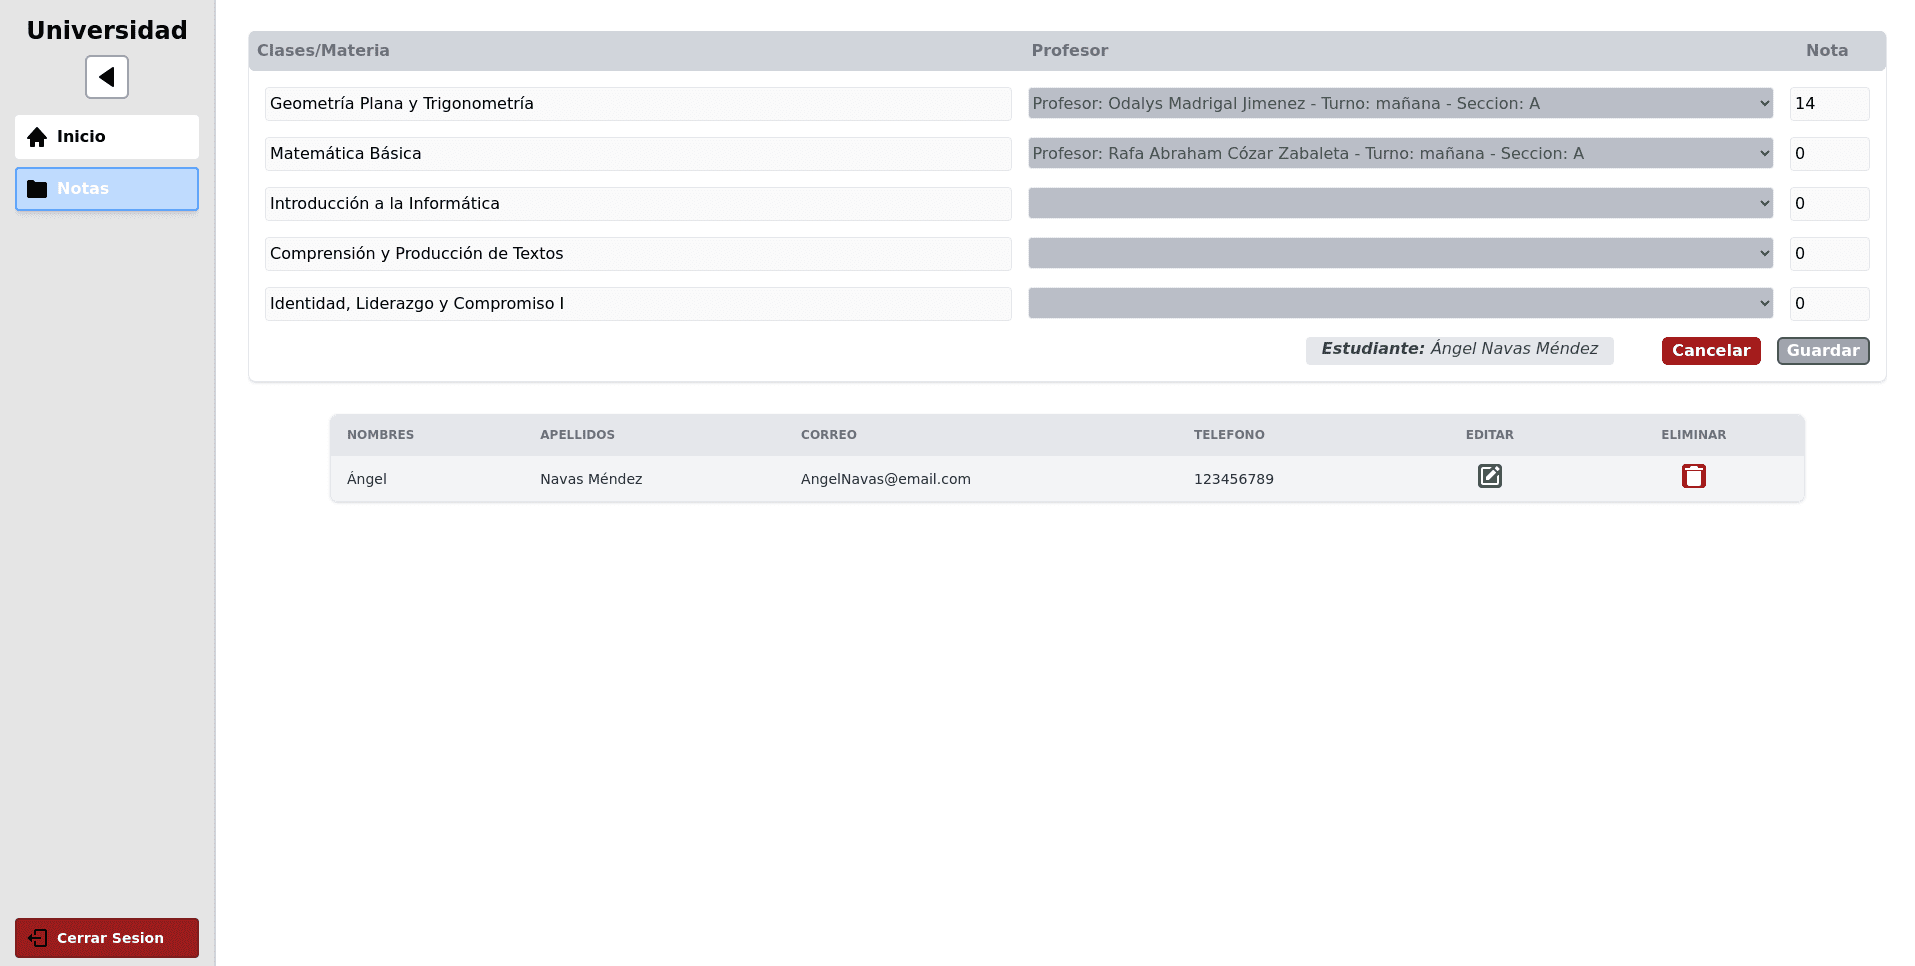 Universidad
Inicio
Notas
Cerrar Sesion
Clases/Materia Profesor Nota
Geometría Plana y Trigonometría Profesor: Odalys Madrigal Jimenez - Turno: mañana - Seccion: A 14
Matemática Básica Profesor: Rafa Abraham Cózar Zabaleta - Turno: mañana - Seccion: A 0
Introducción a la Informática 0
Comprensión y Producción de Textos 0
Identidad, Liderazgo y Compromiso I 0
Estudiante: Ángel Navas Méndez Cancelar Guardar
NOMBRES APELLIDOS CORREO TELEFONO EDITAR ELIMINAR
Ángel Navas Méndez AngelNavas@email.com 123456789